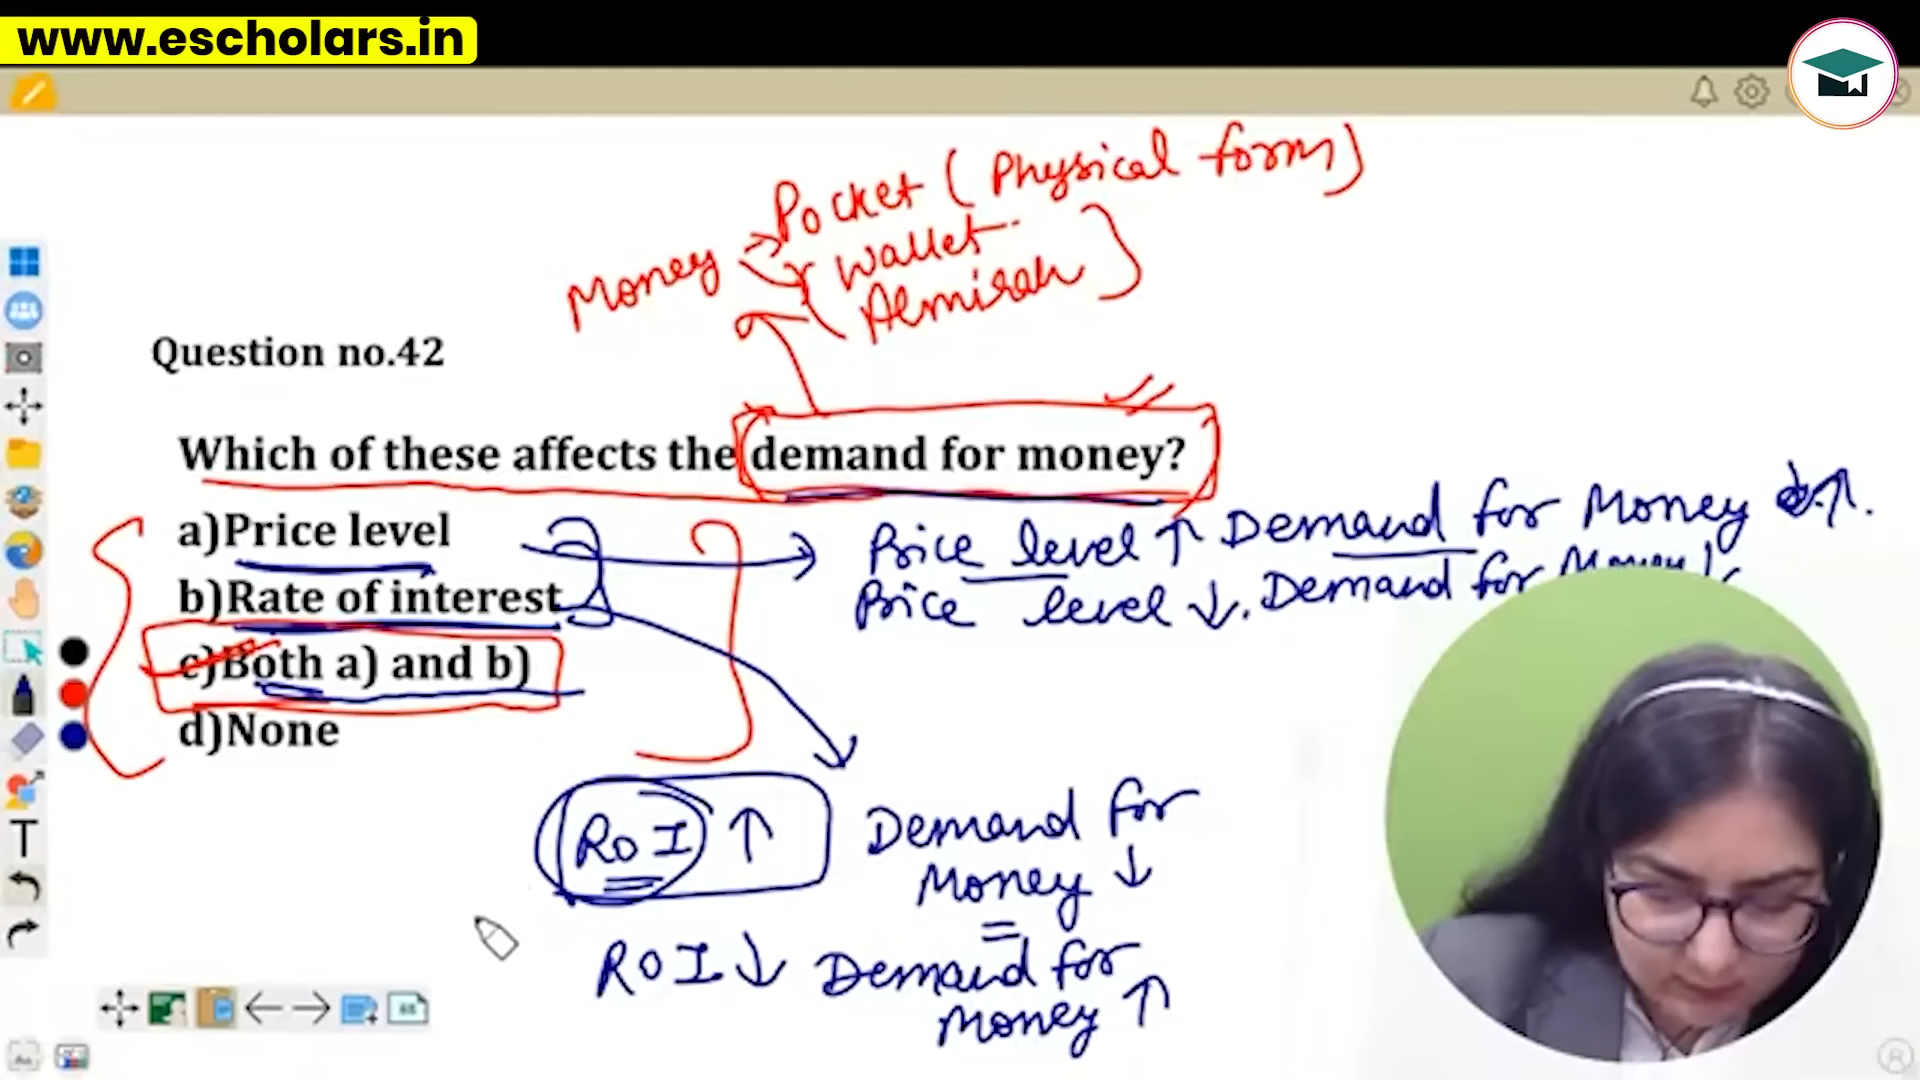 www.escholars.in
Money → Pocket (Physical form)
(Wallet
Almirah)
Question no.42
Which of these affects the demand for money?
a)Price level
b)Rate of interest
c)Both a) and b)
d)None
Price level ↑ Demand for Money ↑.
Price level ↓. Demand for Money ↓
ROI ↑ Demand for
Money ↓
ROI ↓ Demand for
Money ↑
T